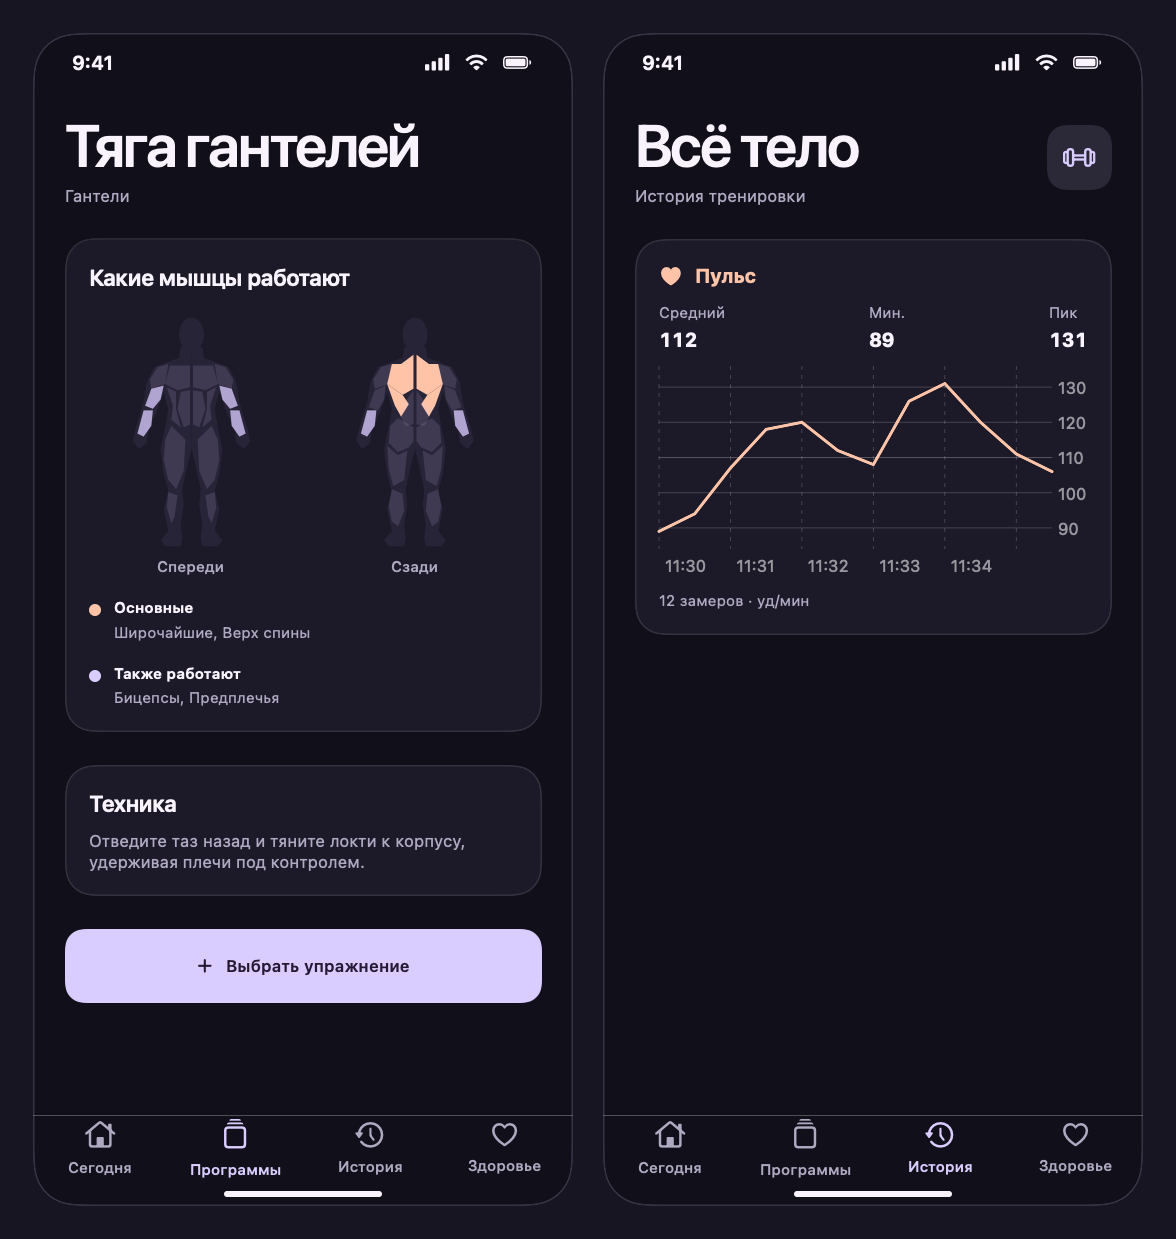 9:41
Тяга гантелей
Гантели
Какие мышцы работают
Спереди
Сзади
Основные
Широчайшие, Верх спины
Также работают
Бицепсы, Предплечья
Техника
Отведите таз назад и тяните локти к корпусу,
удерживая плечи под контролем.
+ Выбрать упражнение
Сегодня
Программы
История
Здоровье
9:41
Всё тело
История тренировки
Пульс
Средний
112
Мин.
89
Пик
131
130
120
110
100
90
11:30
11:31
11:32
11:33
11:34
12 замеров · уд/мин
Сегодня
Программы
История
Здоровье